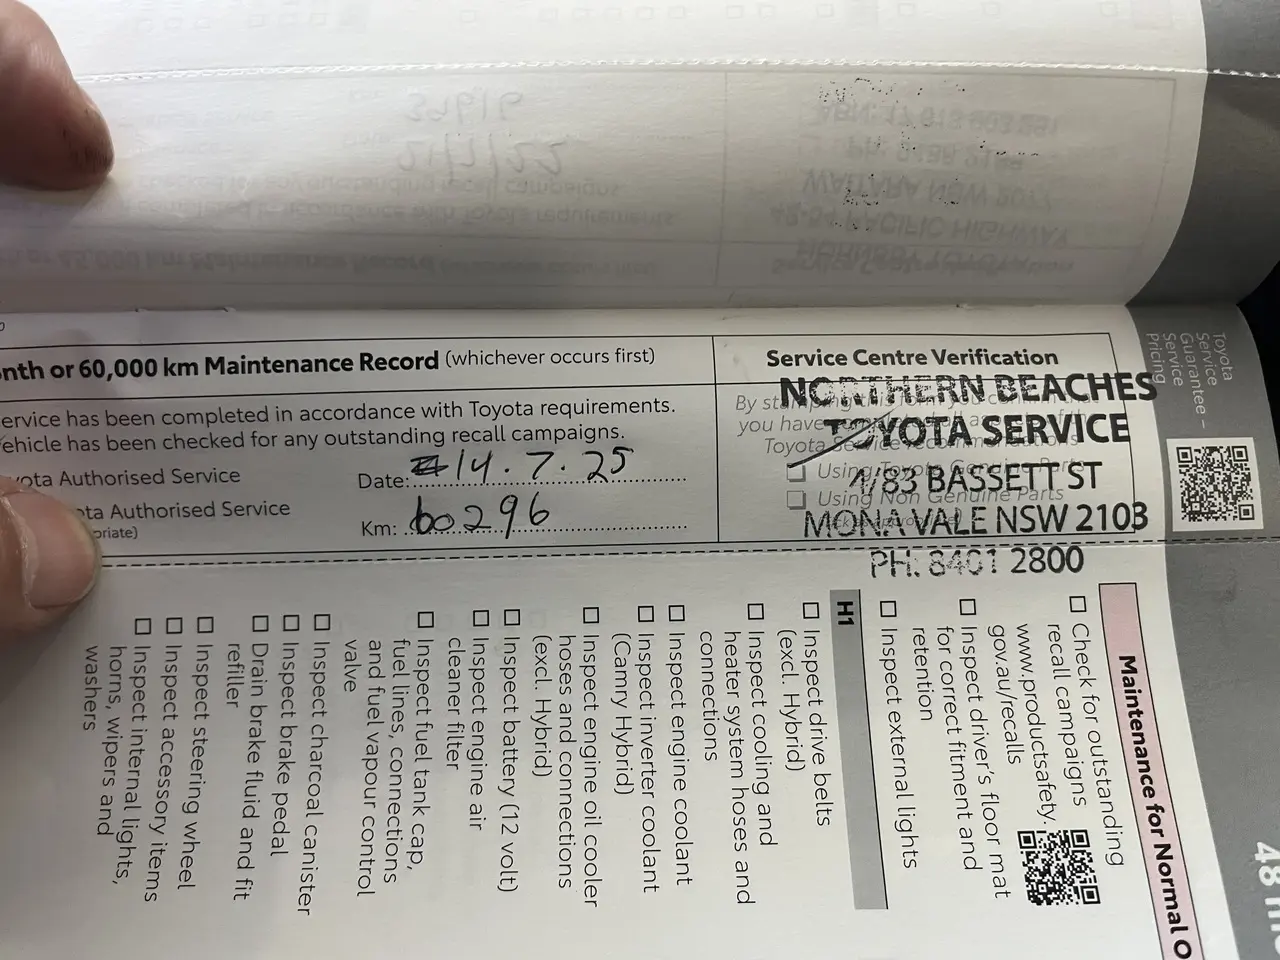 nth or 60,000 km Maintenance Record (whichever occurs first)
ervice has been completed in accordance with Toyota requirements.
ehicle has been checked for any outstanding recall campaigns.
ota Authorised Service
Date: 14.7.25
ta Authorised Service
Km: 60296
priate)
Service Centre Verification
NORTHERN BEACHES
TOYOTA SERVICE
1/83 BASSETT ST
MONA VALE NSW 2103
PH: 8401 2800
Using Toyota Genuine Parts
Using Non Genuine Parts
Toyota
Service
Guarantee –
Service
Pricing
48
Maintenance for Normal O
Check for outstanding
recall campaigns
www.productsafety.
gov.au/recalls
Inspect driver's floor mat
for correct fitment and
retention
Inspect external lights
H1
Inspect drive belts
(excl. Hybrid)
Inspect cooling and
heater system hoses and
connections
Inspect engine coolant
Inspect inverter coolant
(Camry Hybrid)
Inspect engine oil cooler
hoses and connections
(excl. Hybrid)
Inspect battery (12 volt)
Inspect engine air
cleaner filter
Inspect fuel tank cap,
fuel lines, connections
and fuel vapour control
valve
Inspect charcoal canister
Inspect brake pedal
Drain brake fluid and fit
refiller
Inspect steering wheel
Inspect accessory items
Inspect internal lights,
horns, wipers and
washers